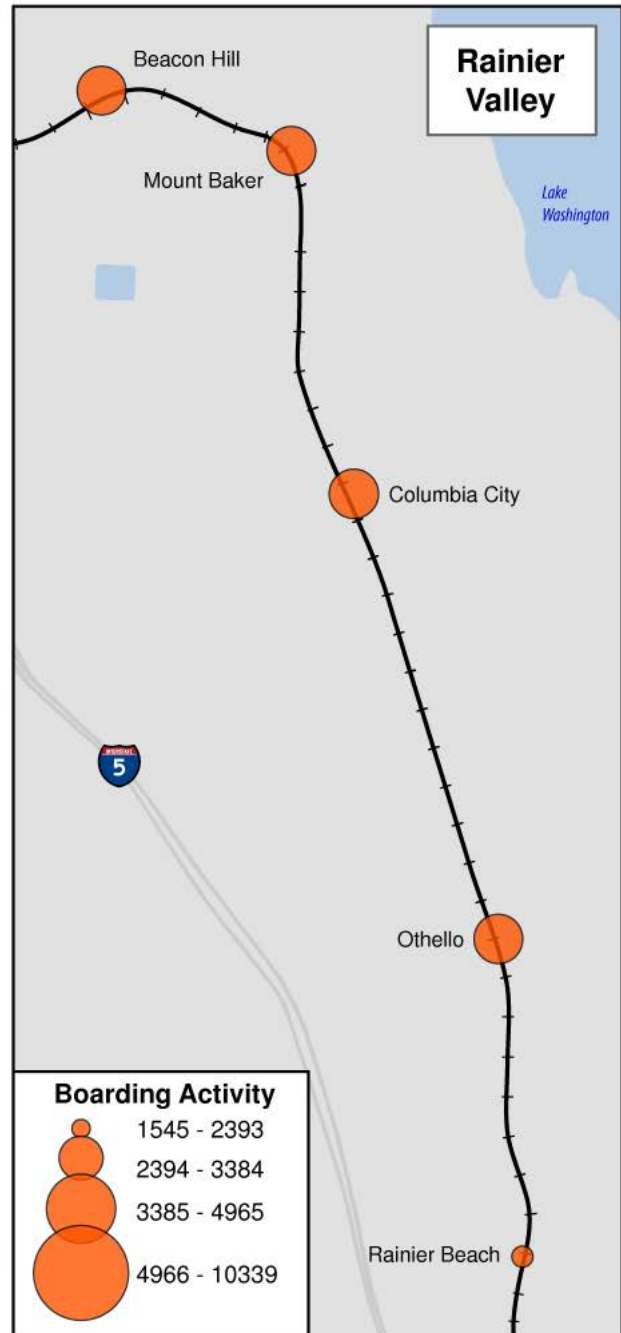 Beacon Hill
Rainier
Valley
Mount Baker
Lake
Washington
Columbia City
5
Othello
Boarding Activity
1545 - 2393
2394 - 3384
3385 - 4965
4966 - 10339
Rainier Beach